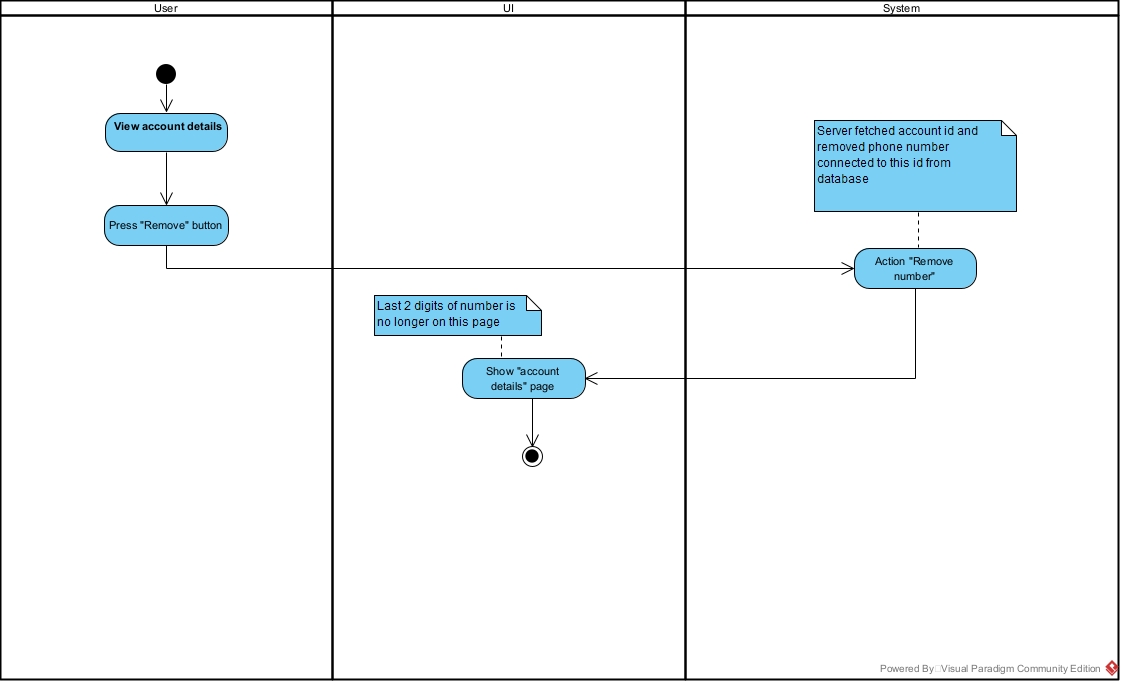 User
UI
System
View account details
Press "Remove" button
Server fetched account id and
removed phone number
connected to this id from
database
Action "Remove
number"
Last 2 digits of number is
no longer on this page
Show "account
details" page
Powered By Visual Paradigm Community Edition